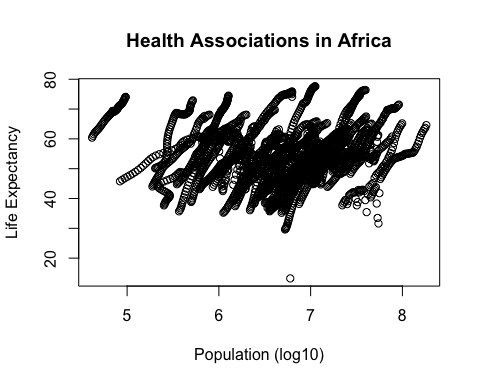 Health Associations in Africa
80
60
40
20
Life Expectancy
5 6 7 8
Population (log10)